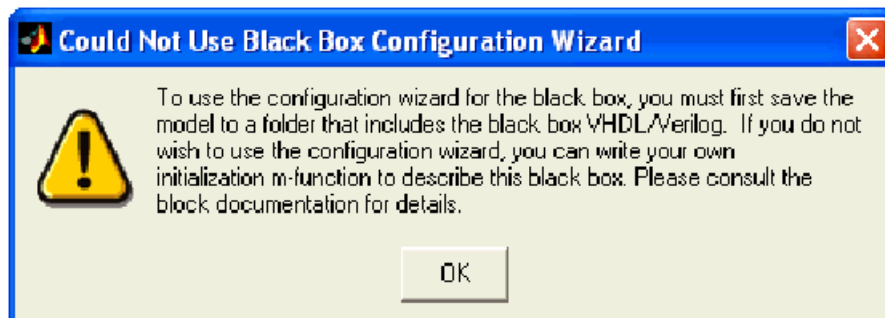 Could Not Use Black Box Configuration Wizard
To use the configuration wizard for the black box, you must first save the
model to a folder that includes the black box VHDL/Verilog. If you do not
wish to use the configuration wizard, you can write your own
initialization m-function to describe this black box. Please consult the
block documentation for details.
OK